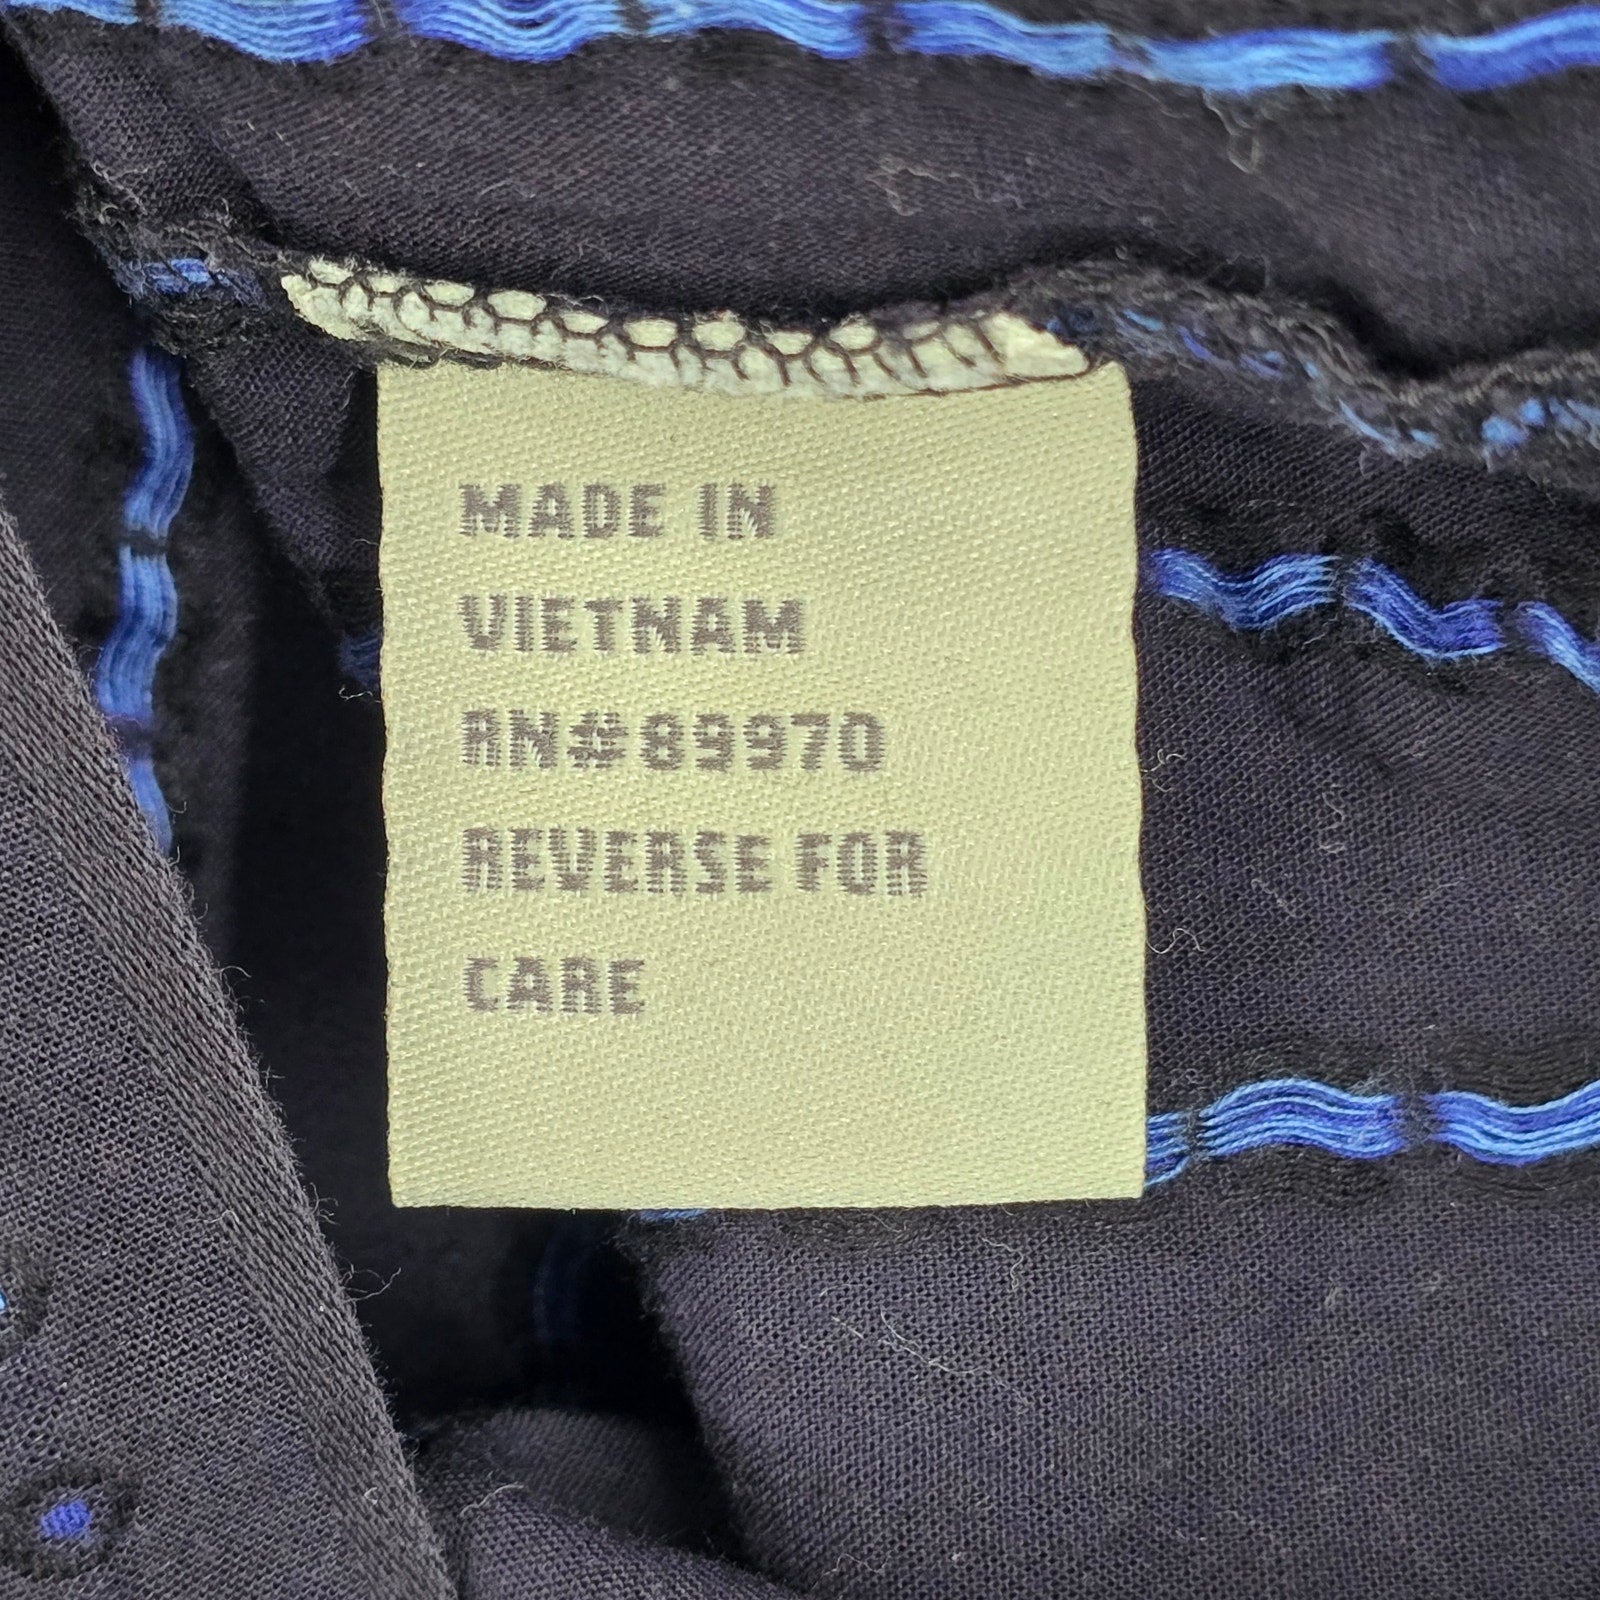 MADE IN
VIETNAM
RN#89970
REVERSE FOR
CARE